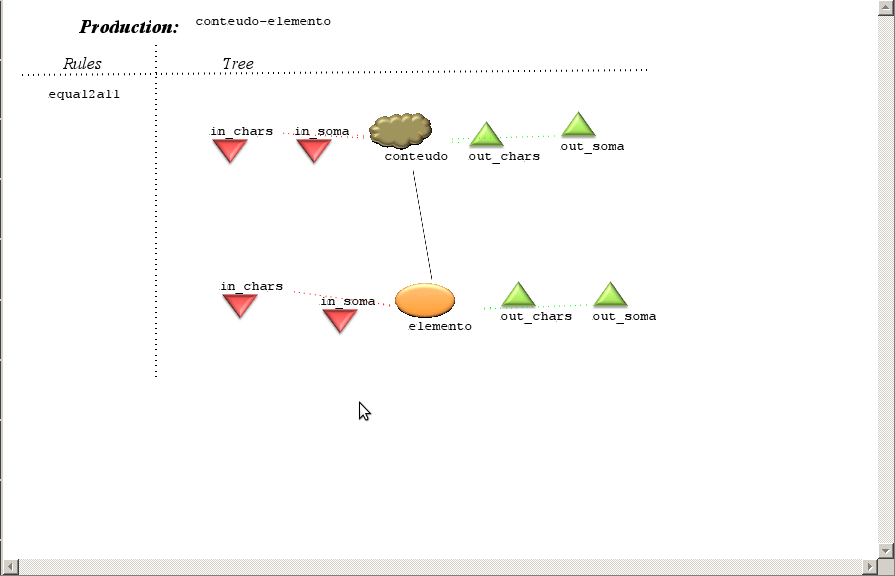 Production: conteudo-elemento
Rules Tree
equal2all
in_chars in_soma
conteudo out_chars out_soma
in_chars in_soma
elemento out_chars out_soma